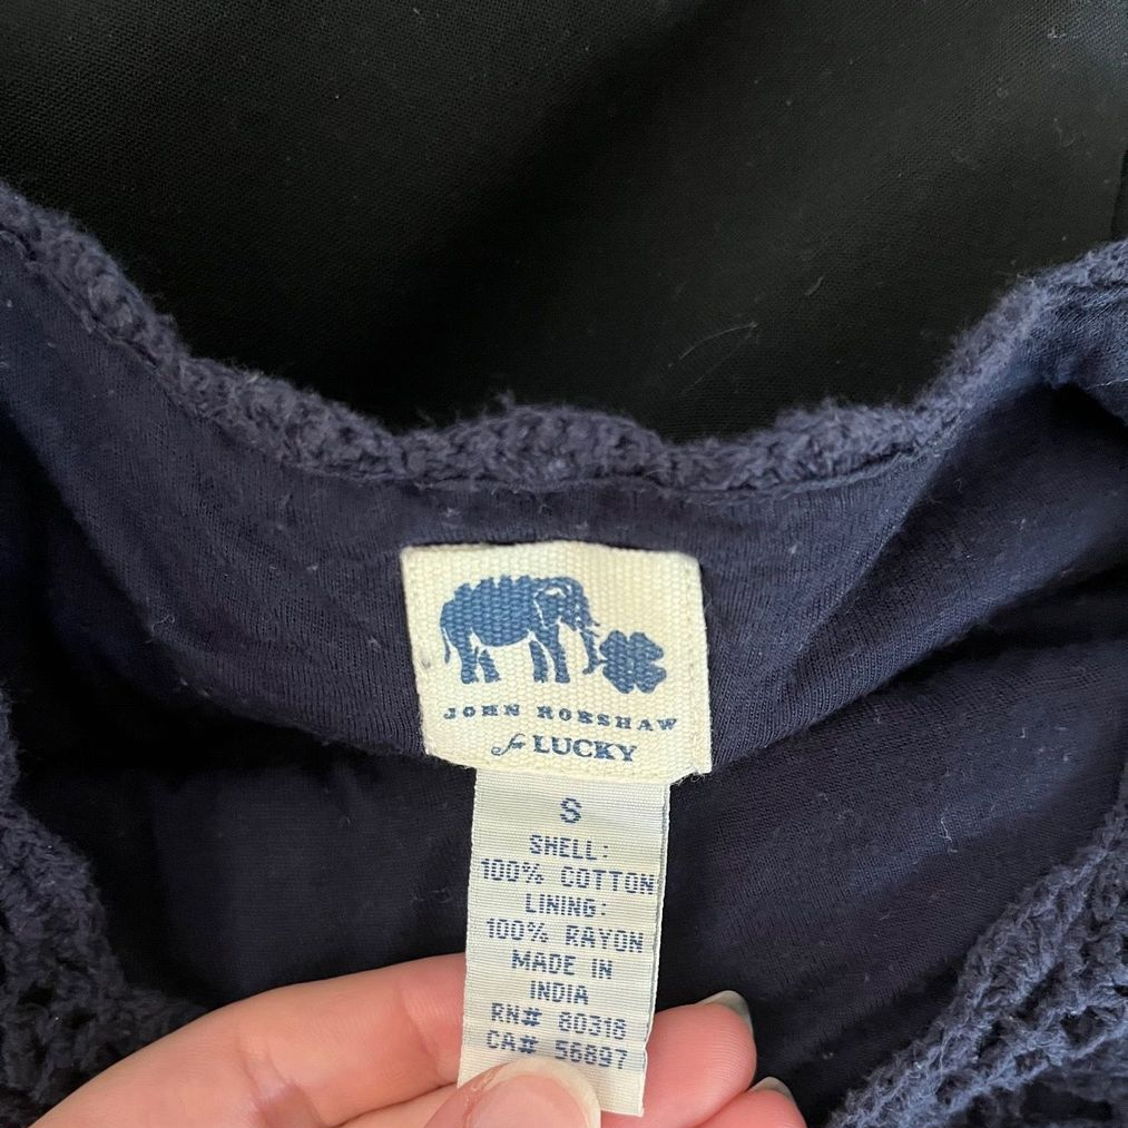 JOHN ROBSHAW
for LUCKY
S
SHELL:
100% COTTON
LINING:
100% RAYON
MADE IN
INDIA
RN# 80318
CA# 56897